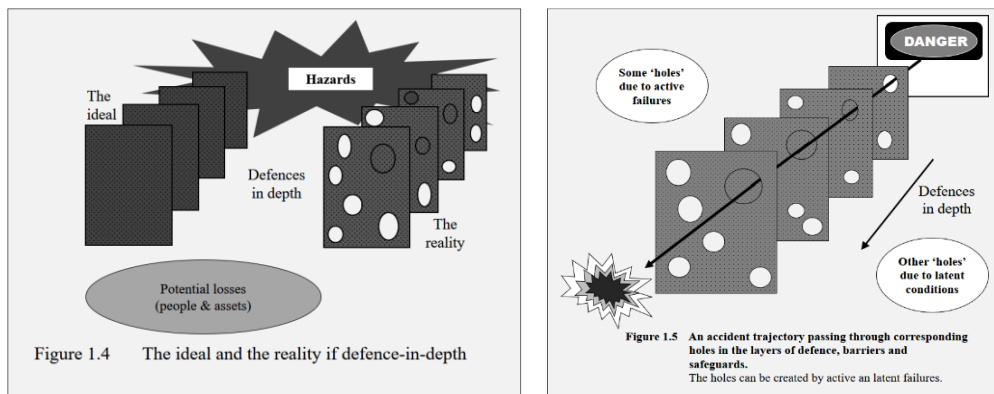 Hazards
The
ideal
Defences
in depth
The
reality
Potential losses
(people & assets)
Figure 1.4 The ideal and the reality if defence-in-depth
DANGER
Some ‘holes’
due to active
failures
Defences
in depth
Other ‘holes’
due to latent
conditions
Figure 1.5 An accident trajectory passing through corresponding
holes in the layers of defence, barriers and
safeguards.
The holes can be created by active an latent failures.